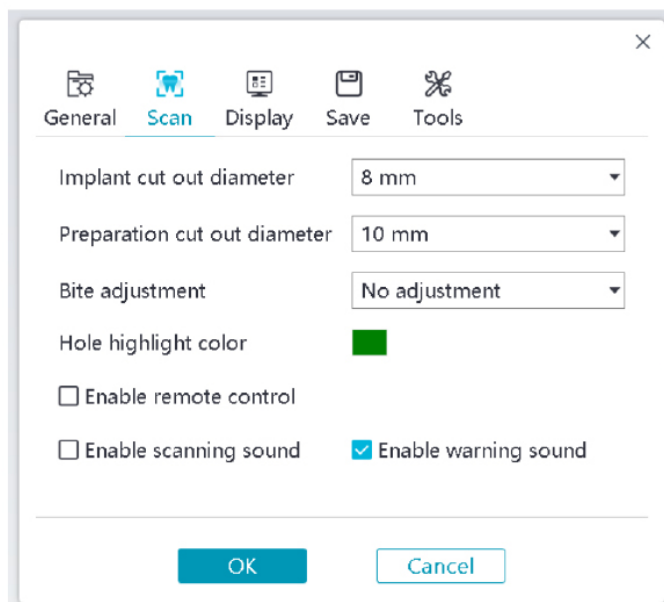 General Scan Display Save Tools
Implant cut out diameter 8 mm
Preparation cut out diameter 10 mm
Bite adjustment No adjustment
Hole highlight color
Enable remote control
Enable scanning sound Enable warning sound
OK Cancel